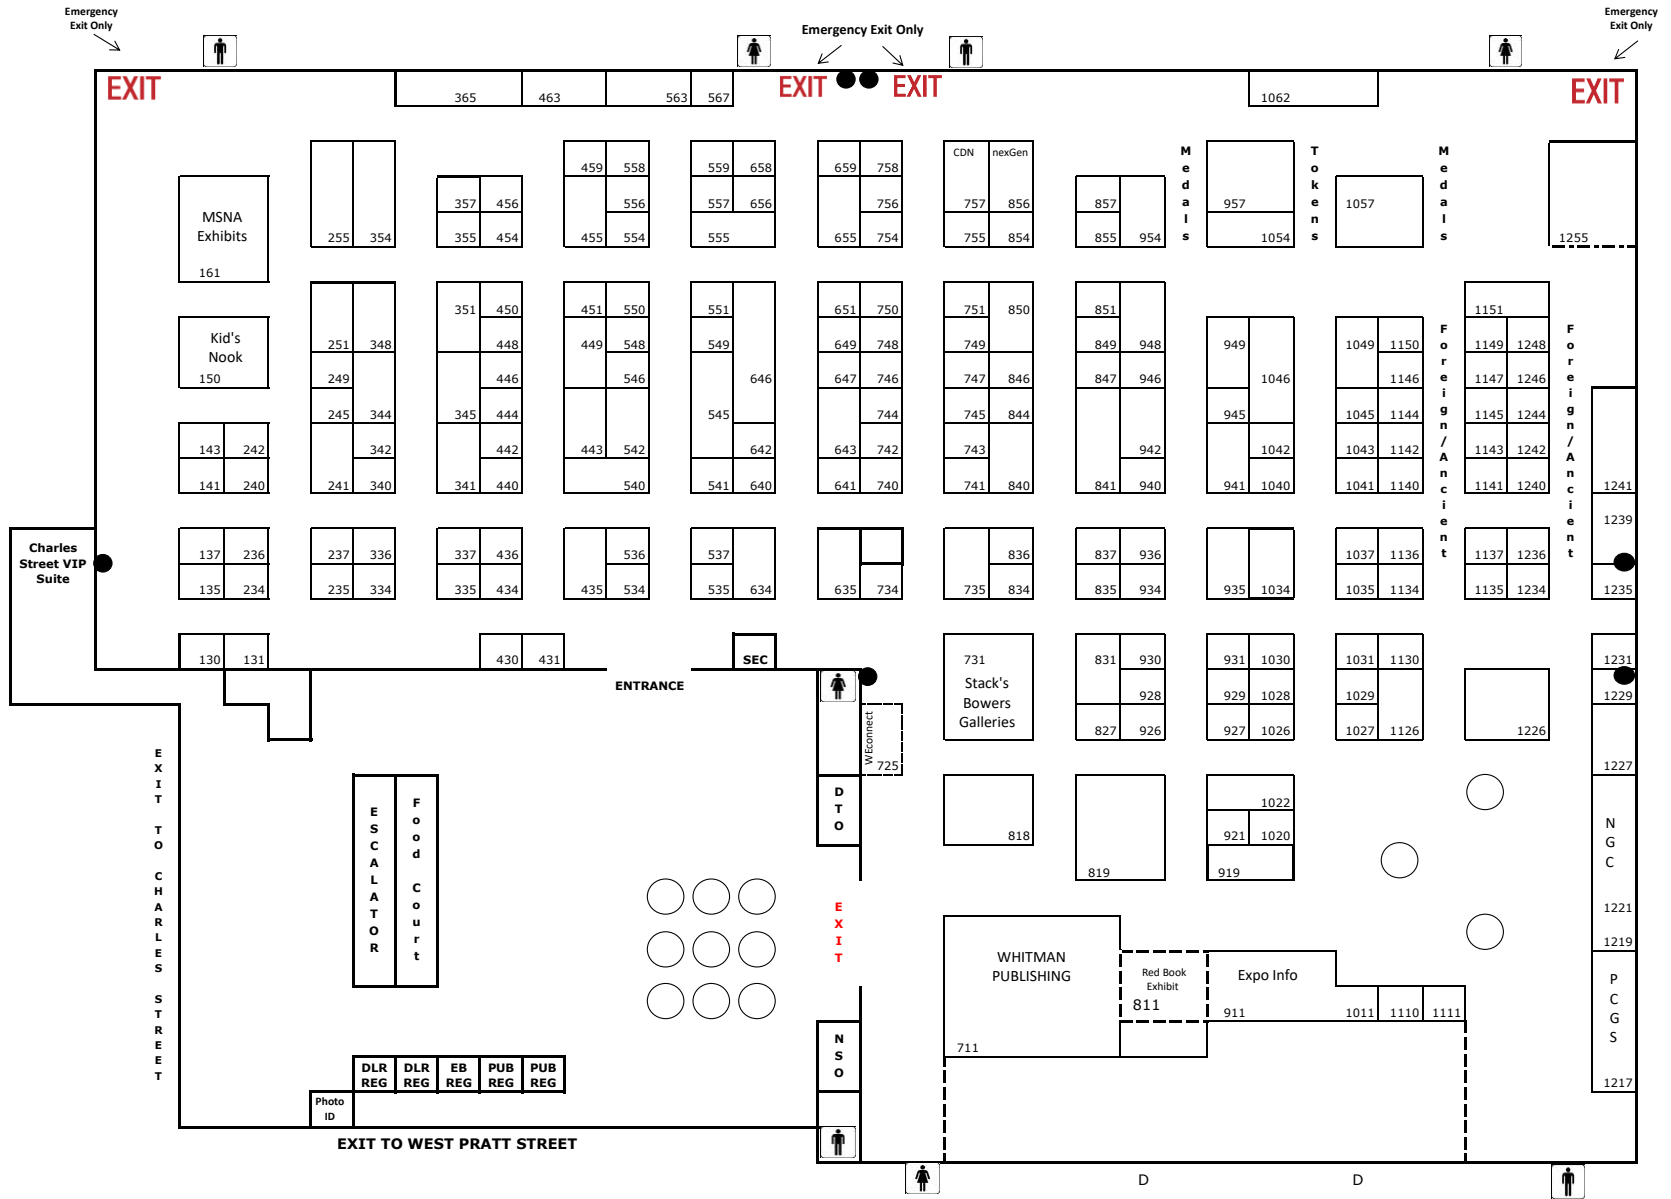 Emergency
Exit Only
Emergency Exit Only
Emergency
Exit Only
EXIT
EXIT
EXIT
EXIT
365 463 563 567 1062
CDN nexGen
459 558 559 658 659 758
357 456 556 557 656 756 757 856 857 957 1057
MSNA
Exhibits
255 354 355 454 455 554 555 655 754 755 854 855 954 1054 1255
161
Medals
Tokens
Medals
351 450 451 550 551 651 750 751 850 851 1151
Kid's
Nook
150
251 348 448 449 548 549 649 748 749 849 948 949 1049 1150 1149 1248
249 446 546 646 647 746 747 846 847 946 1046 1146 1147 1246
245 344 345 444 545 744 745 844 945 1045 1144 1145 1244
143 242 342 442 443 542 642 643 742 743 942 1042 1043 1142 1143 1242
141 240 241 340 341 440 540 541 640 641 740 741 840 841 940 941 1040 1041 1140 1141 1240 1241
Foreign/Ancient
Foreign/Ancient
1239
Charles
Street VIP
Suite
137 236 237 336 337 436 536 537 836 837 936 1037 1136 1137 1236
135 234 235 334 335 434 435 534 535 634 635 734 735 834 835 934 935 1034 1035 1134 1135 1234 1235
130 131 430 431 SEC 731 831 930 931 1030 1031 1130 1231
ENTRANCE
Stack's
Bowers
Galleries
928 929 1028 1029 1229
827 926 927 1026 1027 1126 1226
WEconnect
725
1227
EXIT TO CHARLES STREET
ESCALATOR
Food Court
DTO
818
819
1022
921 1020
919
NGC
1221
1219
EXIT
WHITMAN
PUBLISHING
711
Red Book
Exhibit
811
Expo Info
911 1011 1110 1111
PCGS
1217
NSO
DLR
REG
DLR
REG
EB
REG
PUB
REG
PUB
REG
Photo
ID
EXIT TO WEST PRATT STREET
D D